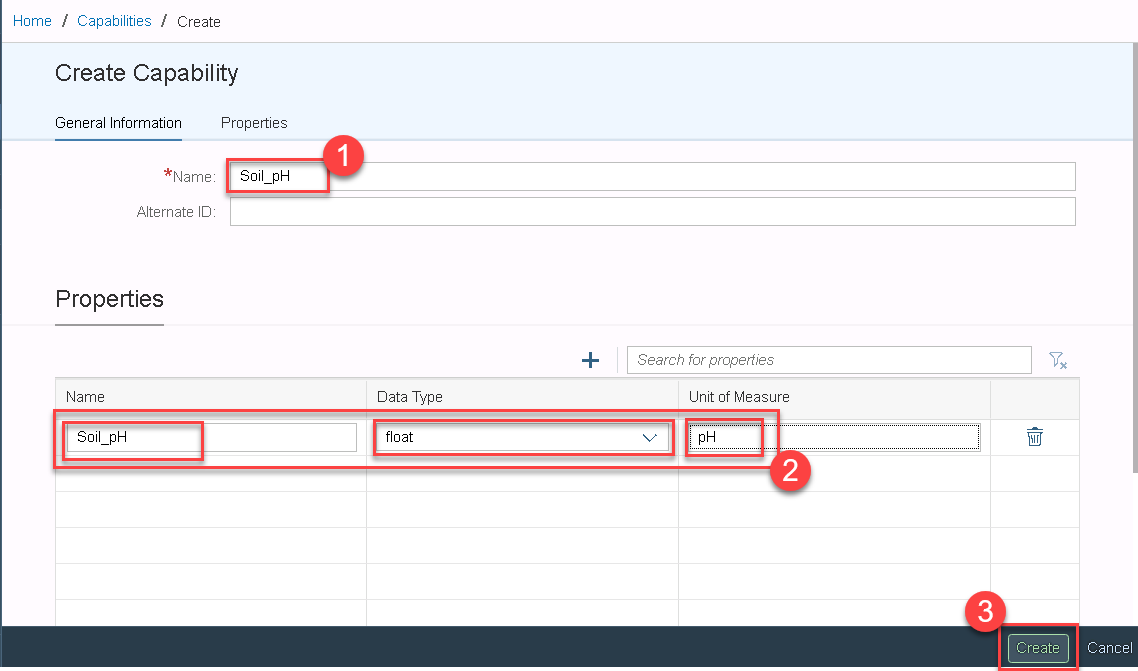 Home / Capabilities / Create
Create Capability
General Information Properties
*Name: Soil_pH 1
Alternate ID:
Properties
Search for properties
Name Data Type Unit of Measure
Soil_pH float pH
2
3
Create Cancel